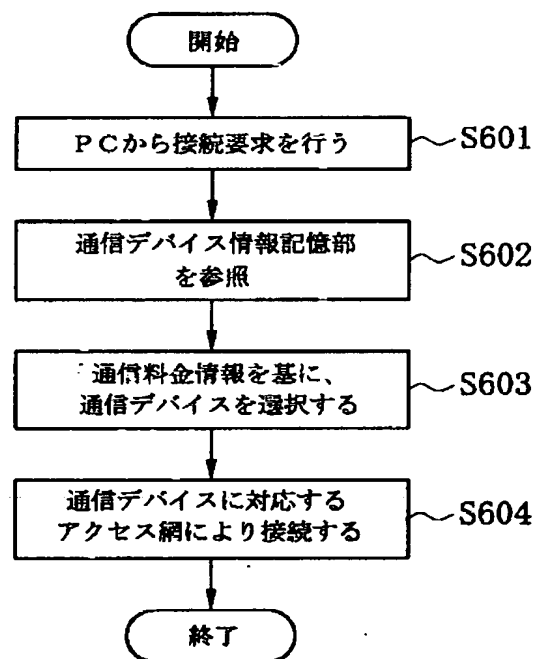 開始
ＰＣから接続要求を行う
S601
通信デバイス情報記憶部
を参照
S602
通信料金情報を基に、
通信デバイスを選択する
S603
通信デバイスに対応する
アクセス網により接続する
S604
終了